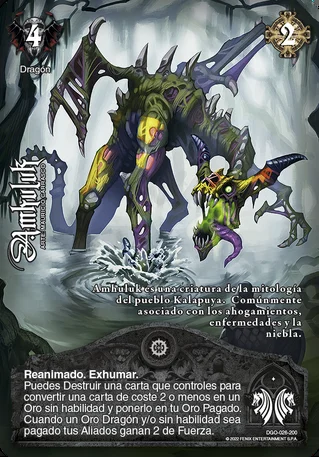 4
2
Dragón
Amhuluk
Amhuluk es una criatura de la mitología
del pueblo Kalapuya. Comúnmente
asociado con los ahogamientos,
enfermedades y la
niebla.
Reanimado. Exhumar.
Puedes Destruir una carta que controles para
convertir una carta de coste 2 o menos en un
Oro sin habilidad y ponerlo en tu Oro Pagado.
Cuando un Oro Dragón y/o sin habilidad sea
pagado tus Aliados ganan 2 de Fuerza.
DGO-026-200
© 2022 FENIX ENTERTAINMENT S.P.A.